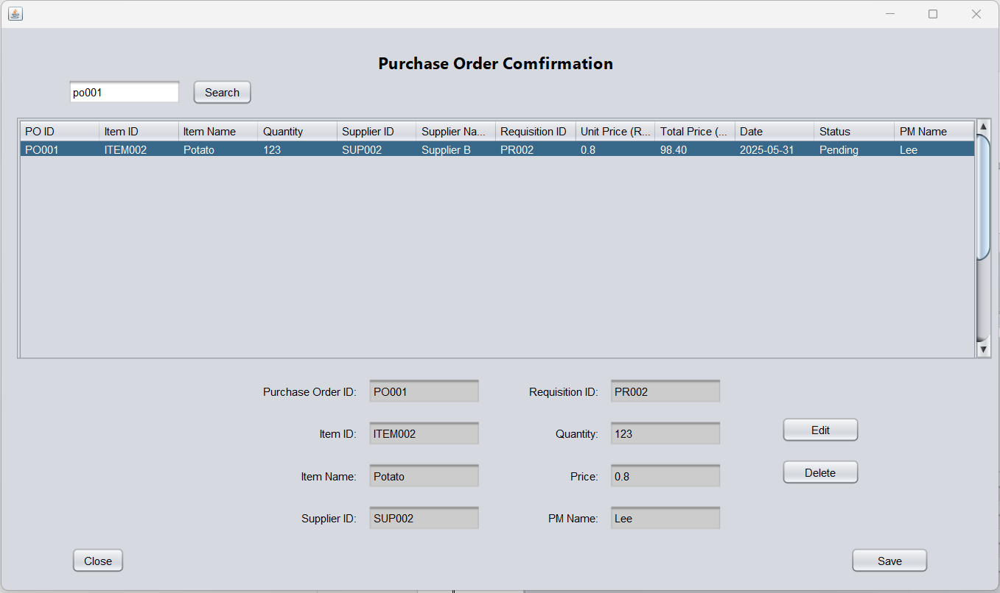 Purchase Order Comfirmation
po001 Search
PO ID Item ID Item Name Quantity Supplier ID Supplier Na... Requisition ID Unit Price (R... Total Price (... Date Status PM Name
PO001 ITEM002 Potato 123 SUP002 Supplier B PR002 0.8 98.40 2025-05-31 Pending Lee
Purchase Order ID: PO001 Requisition ID: PR002
Item ID: ITEM002 Quantity: 123 Edit
Item Name: Potato Price: 0.8 Delete
Supplier ID: SUP002 PM Name: Lee
Close Save